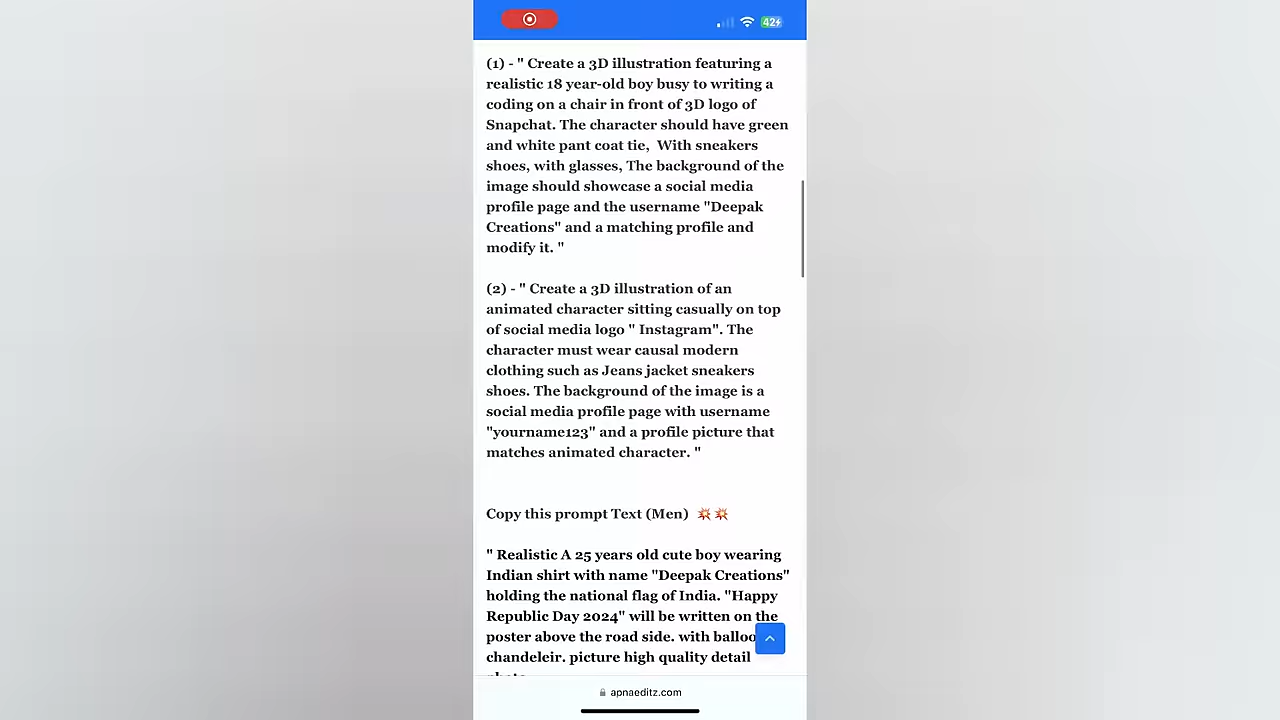 42
(1) - " Create a 3D illustration featuring a
realistic 18 year-old boy busy to writing a
coding on a chair in front of 3D logo of
Snapchat. The character should have green
and white pant coat tie,  With sneakers
shoes, with glasses, The background of the
image should showcase a social media
profile page and the username "Deepak
Creations" and a matching profile and
modify it. "
(2) - " Create a 3D illustration of an
animated character sitting casually on top
of social media logo " Instagram". The
character must wear causal modern
clothing such as Jeans jacket sneakers
shoes. The background of the image is a
social media profile page with username
"yourname123" and a profile picture that
matches animated character. "
Copy this prompt Text (Men) 💥💥
" Realistic A 25 years old cute boy wearing
Indian shirt with name "Deepak Creations"
holding the national flag of India. "Happy
Republic Day 2024" will be written on the
poster above the road side. with
chandeleir. picture high quality detail
apnaeditz.com